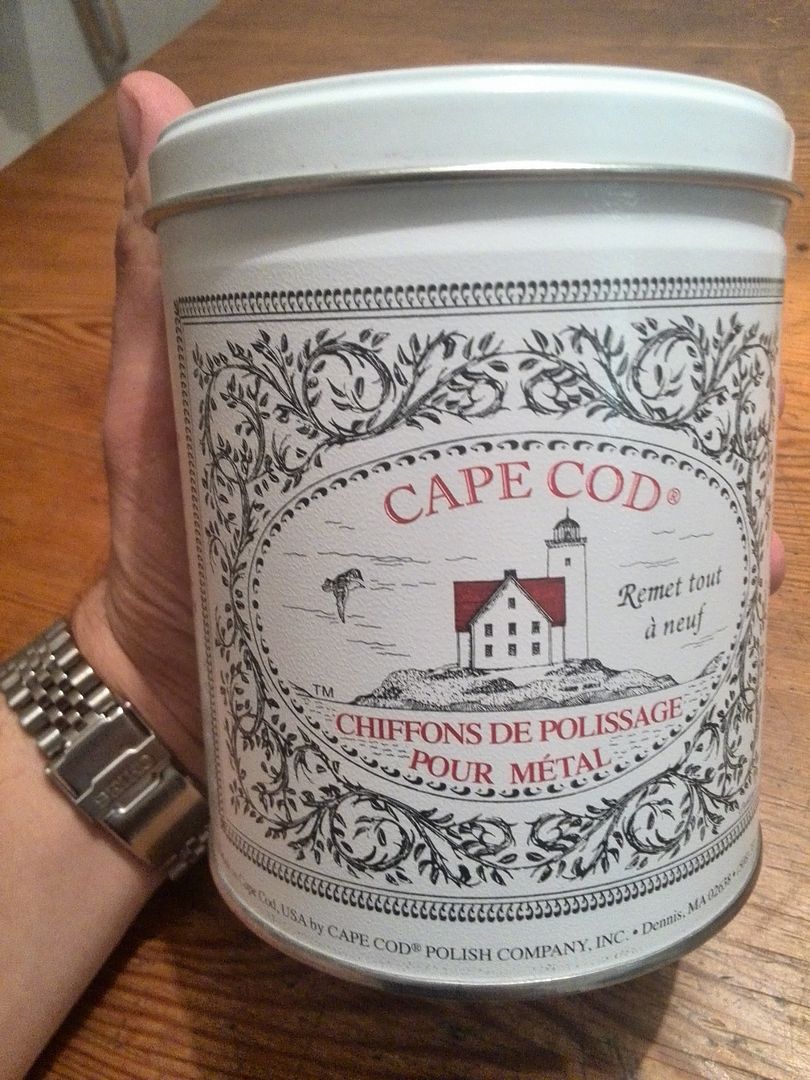 CAPE COD®
Remet tout
à neuf
TM
CHIFFONS DE POLISSAGE
POUR MÉTAL
Cape Cod, USA by CAPE COD® POLISH COMPANY, INC. • Dennis, MA 02638 •
SEIKO